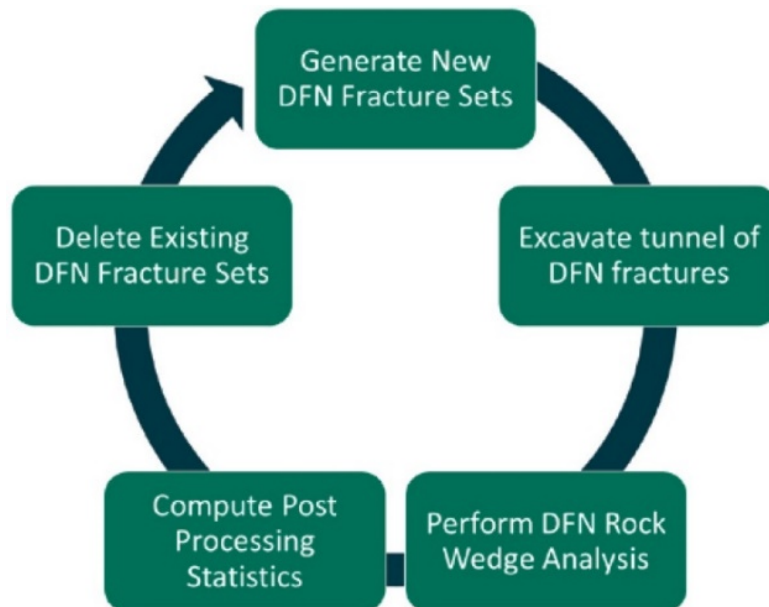 Generate New
DFN Fracture Sets
Excavate tunnel of
DFN fractures
Perform DFN Rock
Wedge Analysis
Compute Post
Processing
Statistics
Delete Existing
DFN Fracture Sets